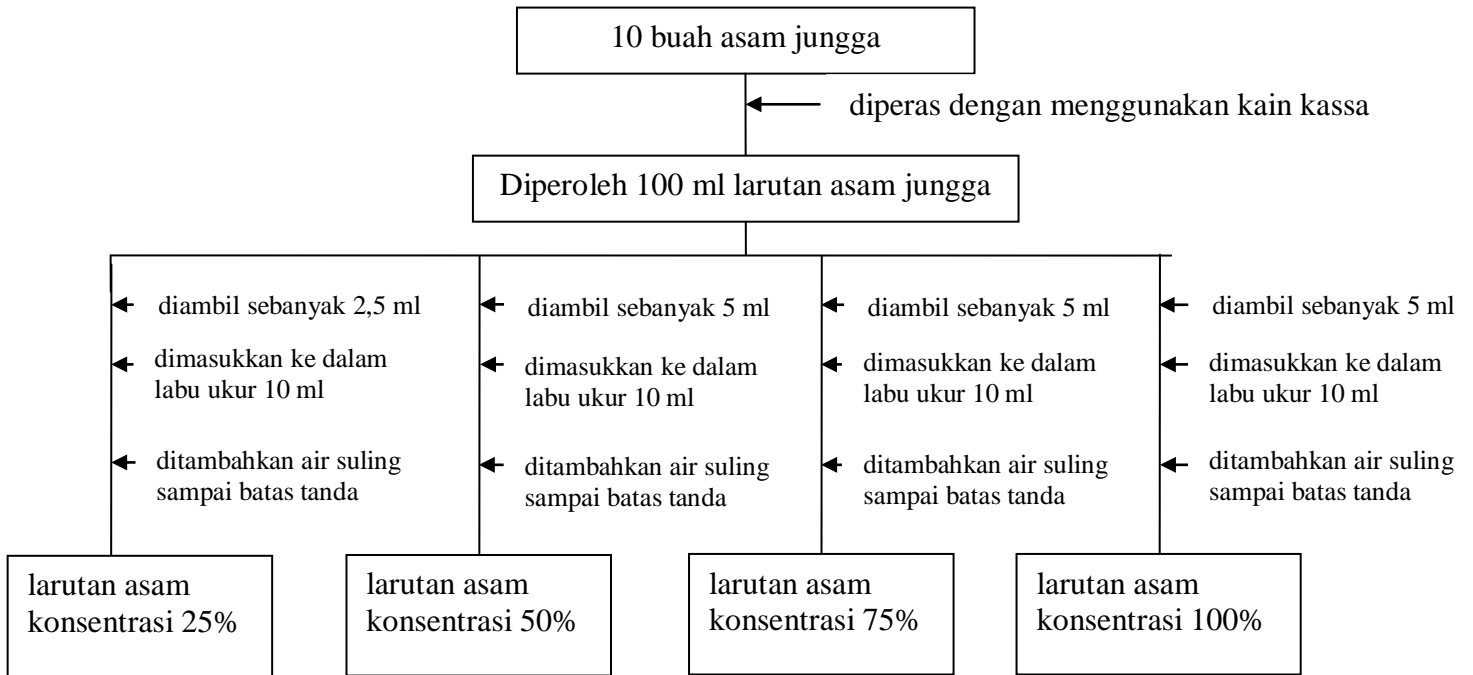 10 buah asam jungga
diperas dengan menggunakan kain kassa
Diperoleh 100 ml larutan asam jungga
diambil sebanyak 2,5 ml
dimasukkan ke dalam
labu ukur 10 ml
ditambahkan air suling
sampai batas tanda
larutan asam
konsentrasi 25%
diambil sebanyak 5 ml
dimasukkan ke dalam
labu ukur 10 ml
ditambahkan air suling
sampai batas tanda
larutan asam
konsentrasi 50%
diambil sebanyak 5 ml
dimasukkan ke dalam
labu ukur 10 ml
ditambahkan air suling
sampai batas tanda
larutan asam
konsentrasi 75%
diambil sebanyak 5 ml
dimasukkan ke dalam
labu ukur 10 ml
ditambahkan air suling
sampai batas tanda
larutan asam
konsentrasi 100%